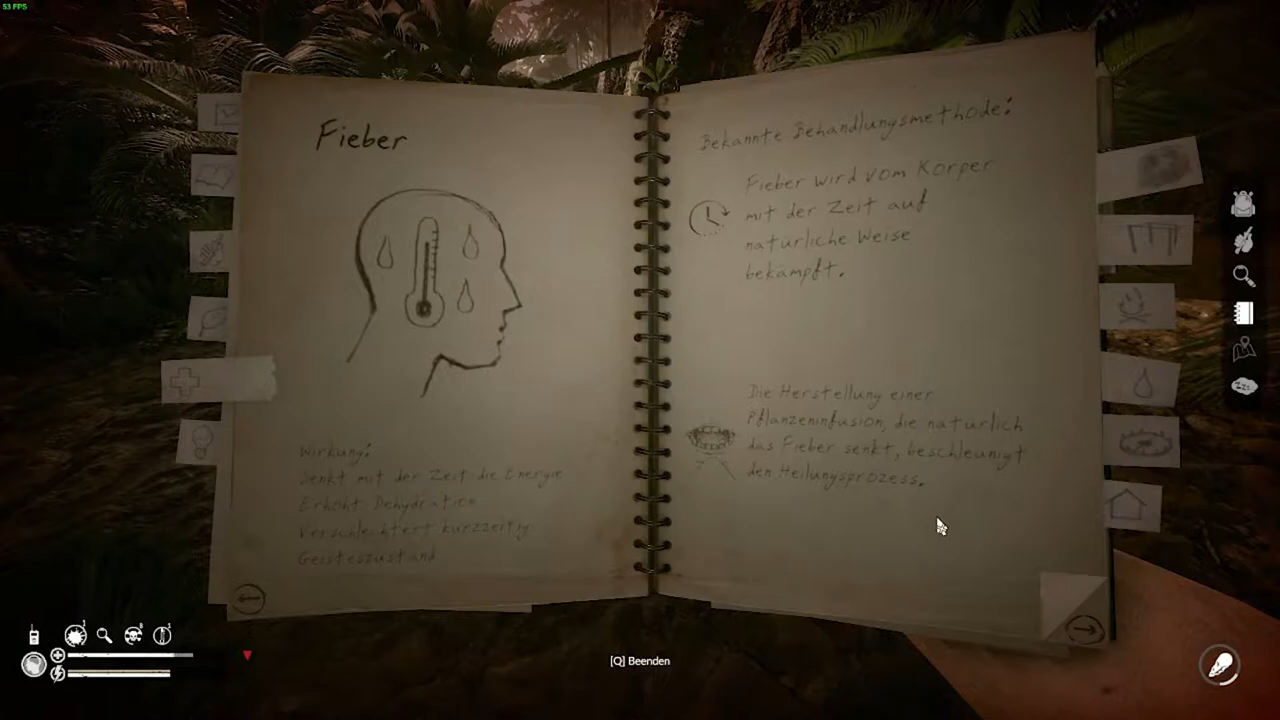 53 FPS
Fieber
Wirkung:
Senkt mit der Zeit die Energie
Erhöht Dehydration
Verschlechtert kurzzeitig
Geisteszustand
Bekannte Behandlungsmethode:
Fieber wird vom Körper
mit der Zeit auf
natürliche Weise
bekämpft.
Die Herstellung einer
Pflanzeninfusion, die natürlich
das Fieber senkt, beschleunigt
den Heilungsprozess.
[Q] Beenden